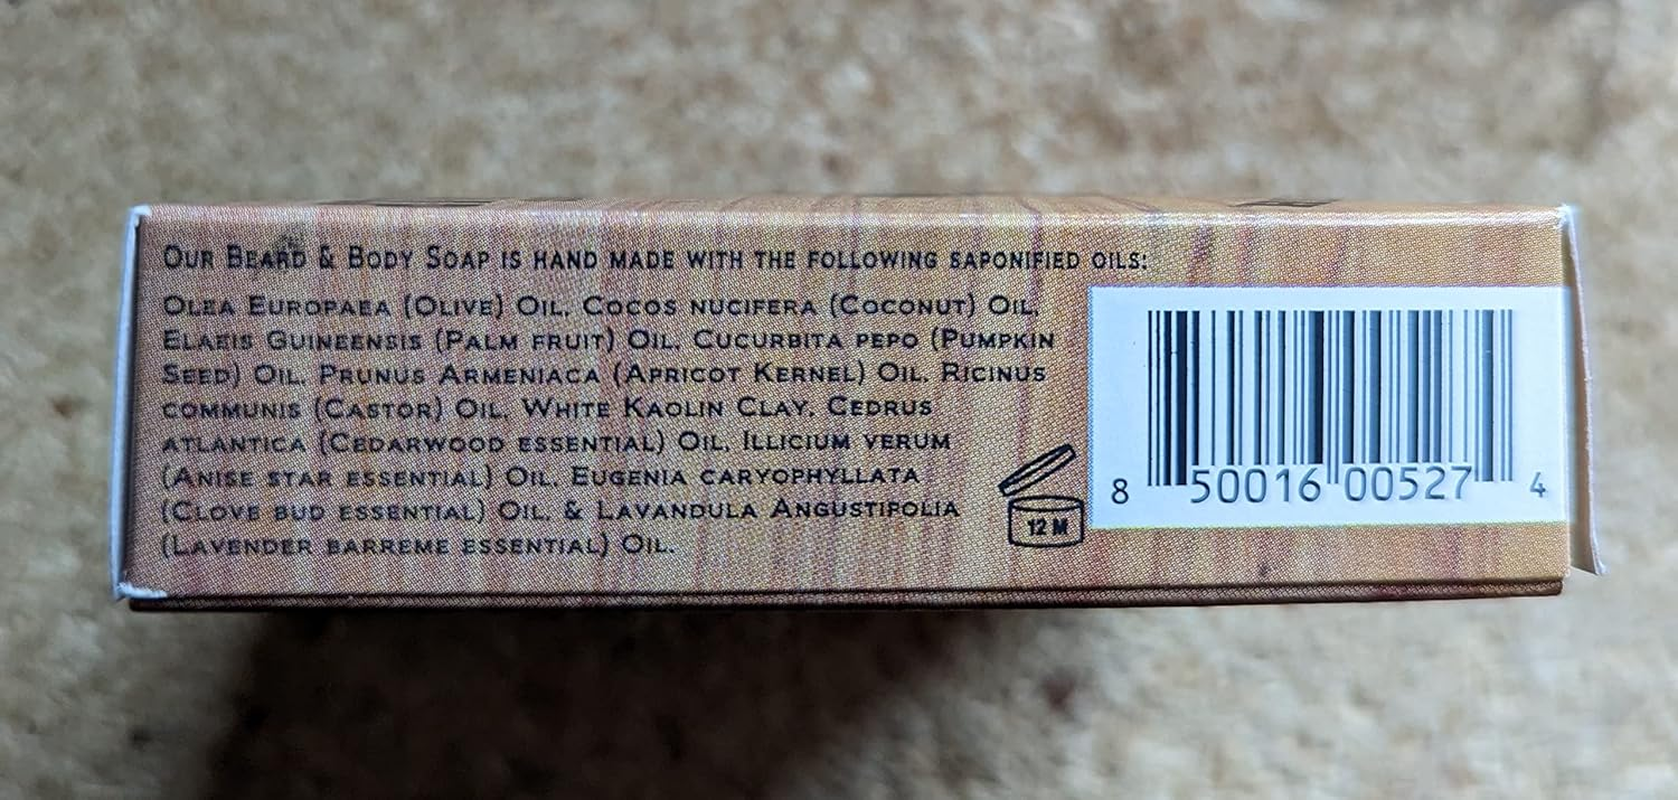 Our Beard & Body Soap is hand made with the following saponified oils:
Olea Europaea (Olive) Oil, Cocos nucifera (Coconut) Oil,
Elaeis Guineensis (Palm fruit) Oil, Cucurbita pepo (Pumpkin
Seed) Oil, Prunus Armeniaca (Apricot Kernel) Oil, Ricinus
communis (Castor) Oil, White Kaolin Clay, Cedrus
atlantica (Cedarwood essential) Oil, Illicium verum
(Anise star essential) Oil, Eugenia caryophyllata
(Clove bud essential) Oil, & Lavandula Angustifolia
(Lavender barreme essential) Oil.
12 M
8 50016 00527 4